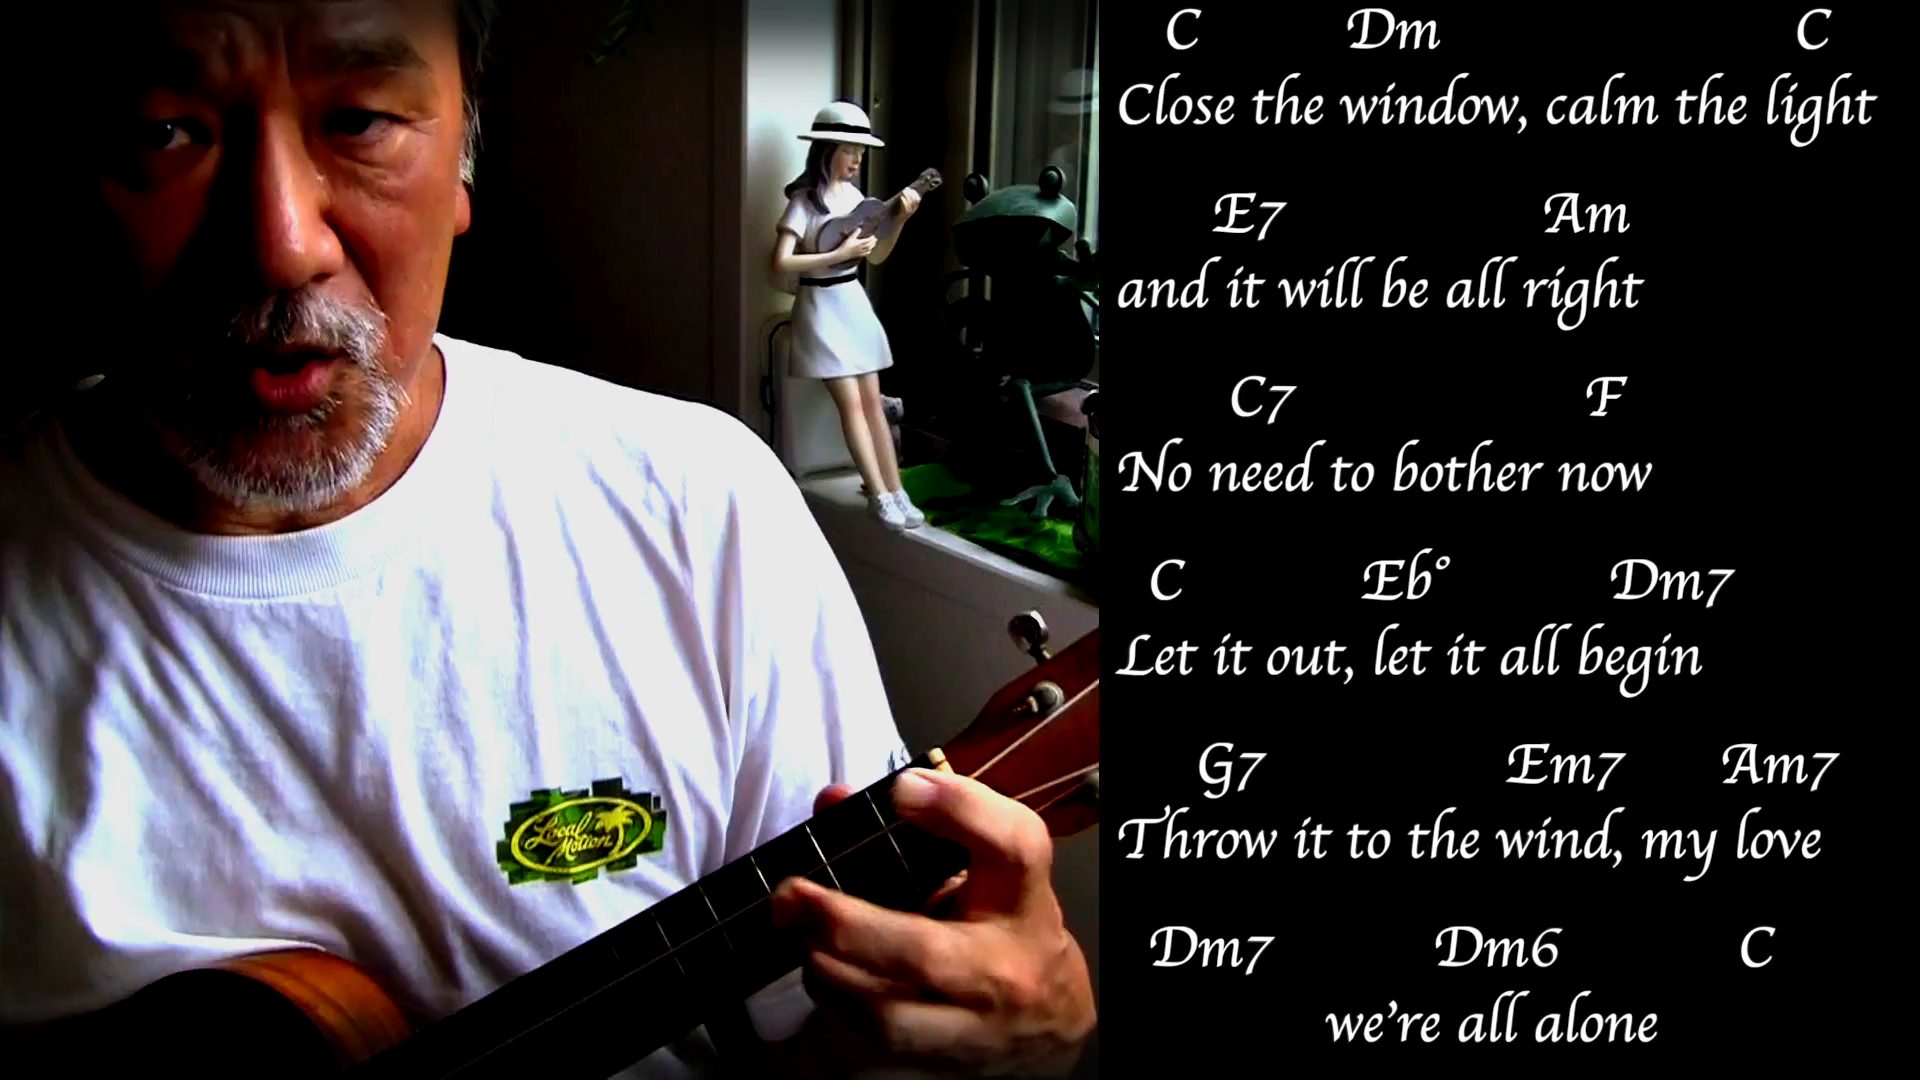 C Dm C
Close the window, calm the light
E7 Am
and it will be all right
C7 F
No need to bother now
C Eb° Dm7
Let it out, let it all begin
G7 Em7 Am7
Throw it to the wind, my love
Dm7 Dm6 C
we're all alone
Local
Motion